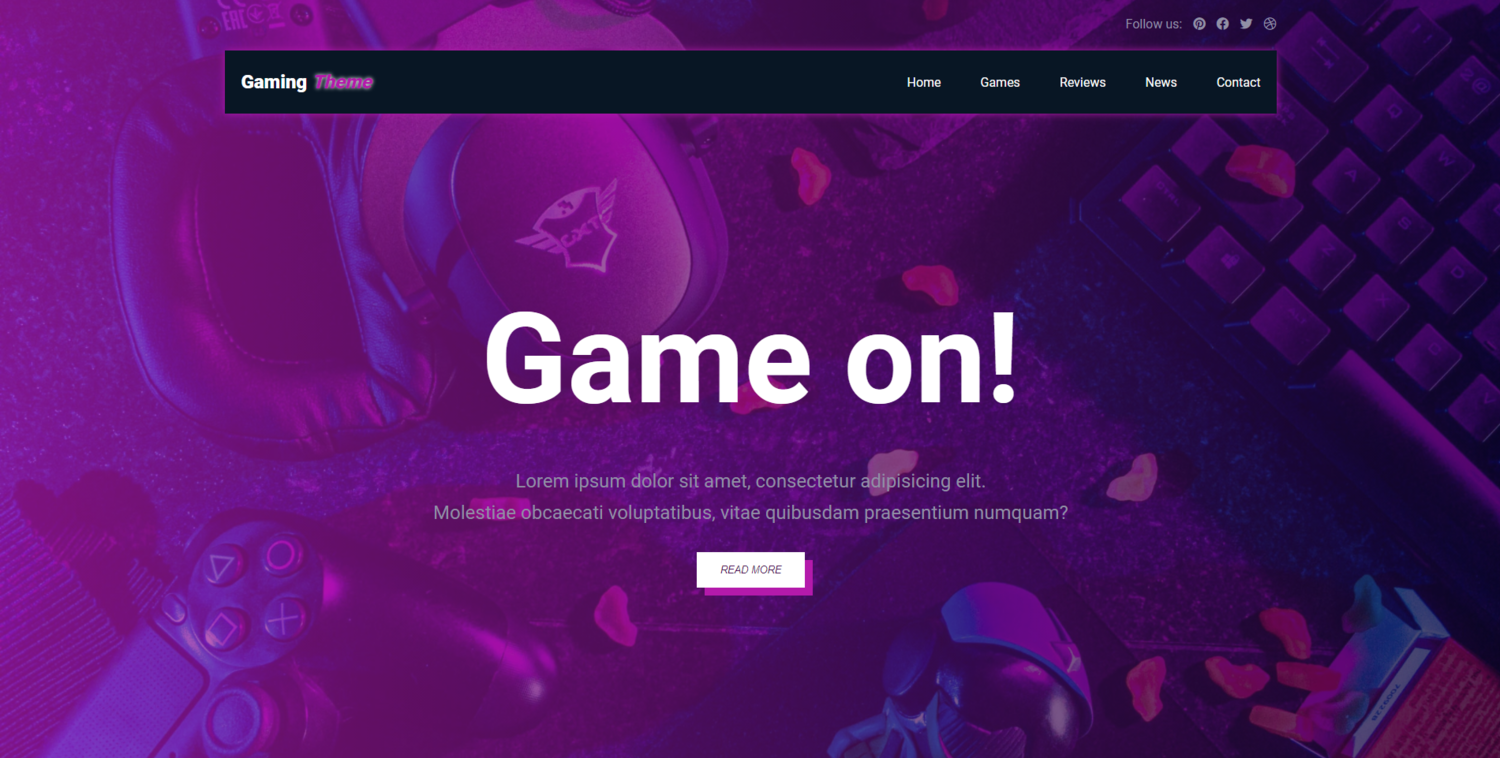 Follow us:
Gaming Theme
Home Games Reviews News Contact
GXT
Game on!
Lorem ipsum dolor sit amet, consectetur adipisicing elit.
Molestiae obcaecati voluptatibus, vitae quibusdam praesentium numquam?
READ MORE